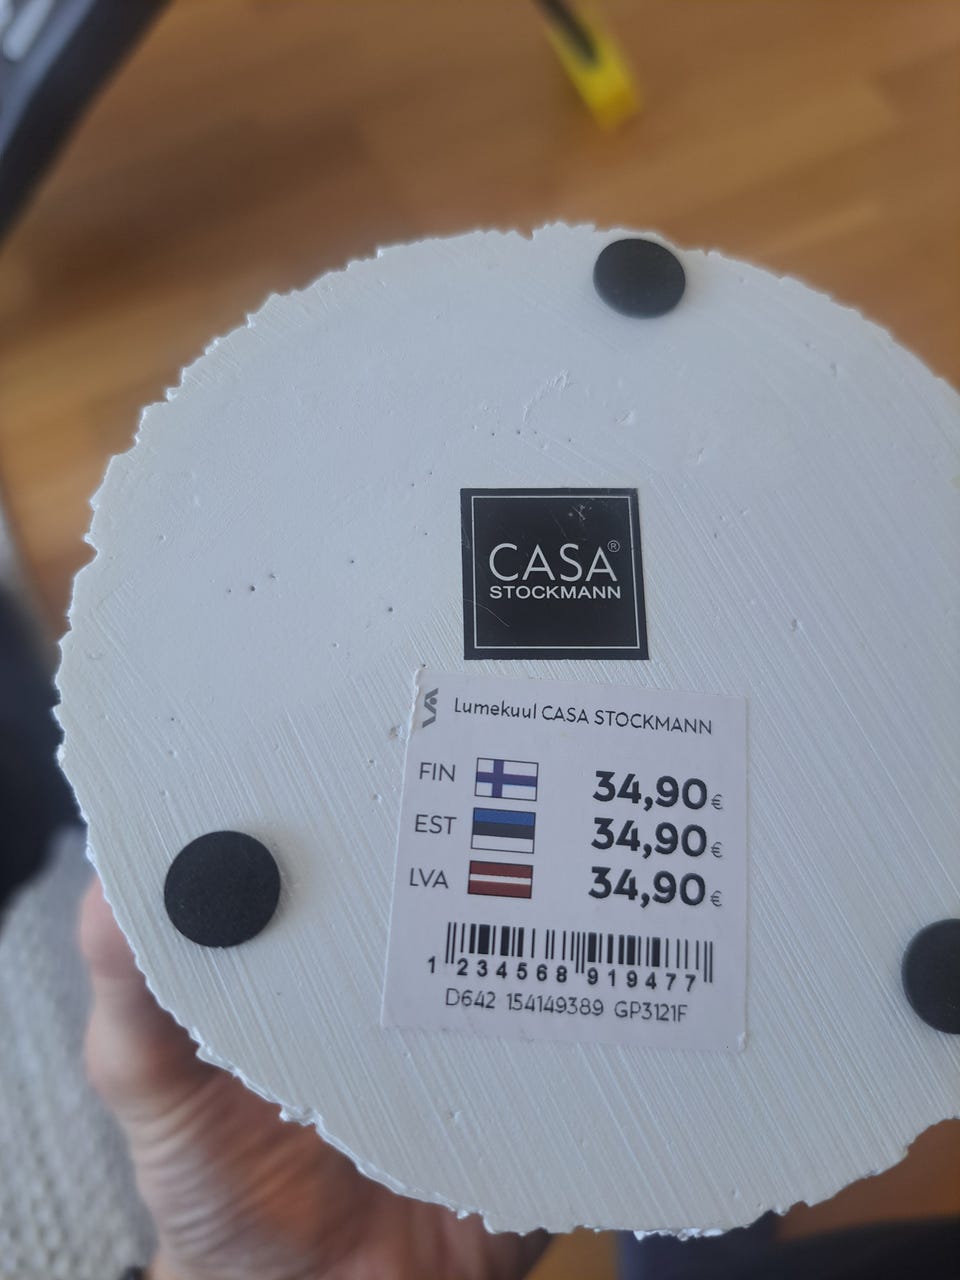 CASA®
STOCKMANN
Lumekuul CASA STOCKMANN
FIN 34,90€
EST 34,90€
LVA 34,90€
1 234568 919477
D642 154149389 GP3121F